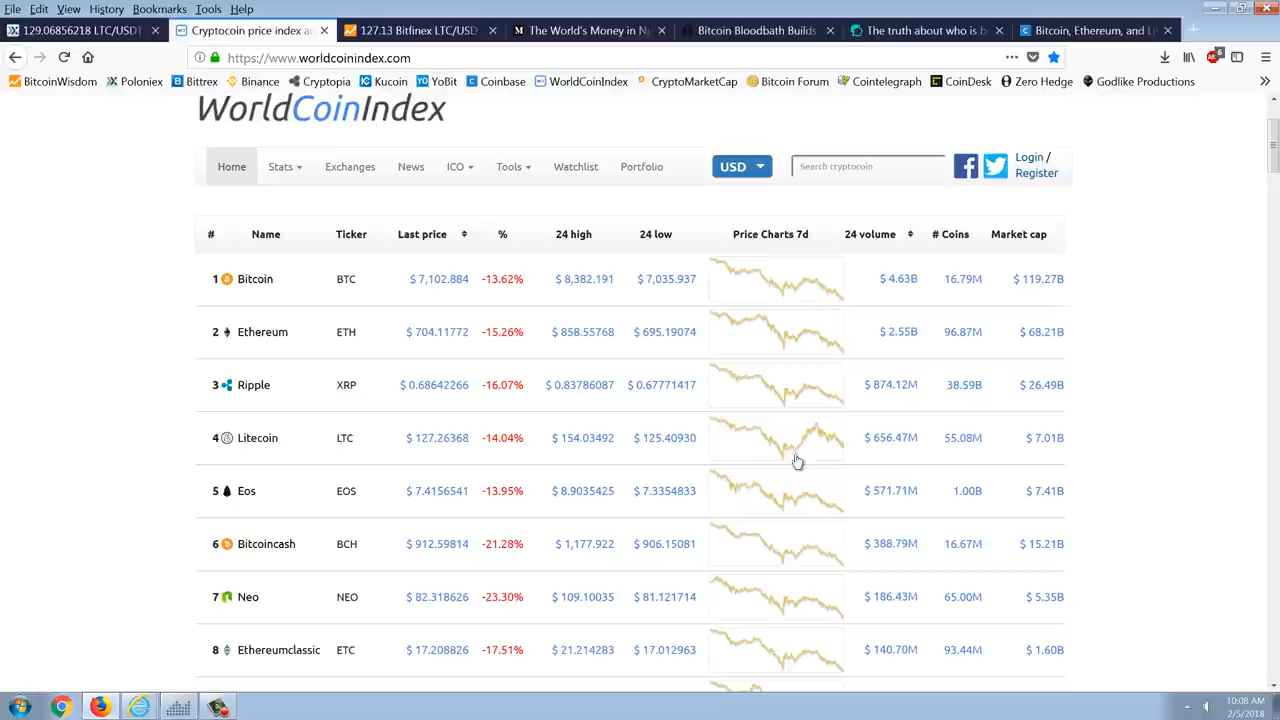 File Edit View History Bookmarks Tools Help
129.06856218 LTC/USDT
Cryptocoin price index an
127.13 Bitfinex LTC/USD
The World's Money in N
Bitcoin Bloodbath Builds
The truth about who is b
Bitcoin, Ethereum, and L
https://www.worldcoinindex.com
6
BitcoinWisdom Poloniex Bittrex Binance Cryptopia Kucoin YoBit Coinbase WorldCoinIndex CryptoMarketCap Bitcoin Forum Cointelegraph CoinDesk Zero Hedge Godlike Productions
WorldCoinIndex
Home Stats Exchanges News ICO Tools Watchlist Portfolio USD Search cryptocoin Login / Register
# Name Ticker Last price % 24 high 24 low Price Charts 7d 24 volume # Coins Market cap
1 Bitcoin BTC $ 7,102.884 -13.62% $ 8,382.191 $ 7,035.937 $ 4.63B 16.79M $ 119.27B
2 Ethereum ETH $ 704.11772 -15.26% $ 858.55768 $ 695.19074 $ 2.55B 96.87M $ 68.21B
3 Ripple XRP $ 0.68642266 -16.07% $ 0.83786087 $ 0.67771417 $ 874.12M 38.59B $ 26.49B
4 Litecoin LTC $ 127.26368 -14.04% $ 154.03492 $ 125.40930 $ 656.47M 55.08M $ 7.01B
5 Eos EOS $ 7.4156541 -13.95% $ 8.9035425 $ 7.3354833 $ 571.71M 1.00B $ 7.41B
6 Bitcoincash BCH $ 912.59814 -21.28% $ 1,177.922 $ 906.15081 $ 388.79M 16.67M $ 15.21B
7 Neo NEO $ 82.318626 -23.30% $ 109.10035 $ 81.121714 $ 186.43M 65.00M $ 5.35B
8 Ethereumclassic ETC $ 17.208826 -17.51% $ 21.214283 $ 17.012963 $ 140.70M 93.44M $ 1.60B
10:08 AM
2/5/2018